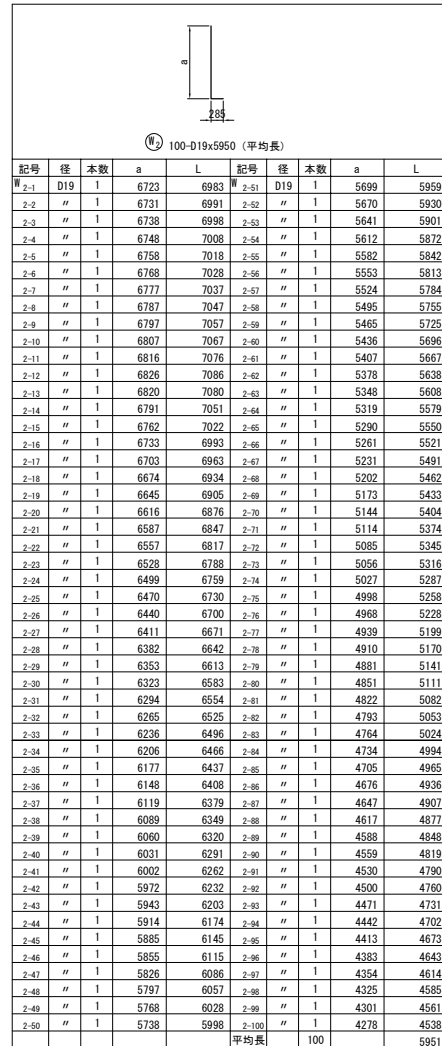 a
285
W2 100-D19x5950 (平均長)
記号 径 本数 a L 記号 径 本数 a L
W 2-1 D19 1 6723 6983 W 2-51 D19 1 5699 5959
2-2 〃 1 6731 6991 2-52 〃 1 5670 5930
2-3 〃 1 6738 6998 2-53 〃 1 5641 5901
2-4 〃 1 6748 7008 2-54 〃 1 5612 5872
2-5 〃 1 6758 7018 2-55 〃 1 5582 5842
2-6 〃 1 6768 7028 2-56 〃 1 5553 5813
2-7 〃 1 6777 7037 2-57 〃 1 5524 5784
2-8 〃 1 6787 7047 2-58 〃 1 5495 5755
2-9 〃 1 6797 7057 2-59 〃 1 5465 5725
2-10 〃 1 6807 7067 2-60 〃 1 5436 5696
2-11 〃 1 6816 7076 2-61 〃 1 5407 5667
2-12 〃 1 6826 7086 2-62 〃 1 5378 5638
2-13 〃 1 6820 7080 2-63 〃 1 5348 5608
2-14 〃 1 6791 7051 2-64 〃 1 5319 5579
2-15 〃 1 6762 7022 2-65 〃 1 5290 5550
2-16 〃 1 6733 6993 2-66 〃 1 5261 5521
2-17 〃 1 6703 6963 2-67 〃 1 5231 5491
2-18 〃 1 6674 6934 2-68 〃 1 5202 5462
2-19 〃 1 6645 6905 2-69 〃 1 5173 5433
2-20 〃 1 6616 6876 2-70 〃 1 5144 5404
2-21 〃 1 6587 6847 2-71 〃 1 5114 5374
2-22 〃 1 6557 6817 2-72 〃 1 5085 5345
2-23 〃 1 6528 6788 2-73 〃 1 5056 5316
2-24 〃 1 6499 6759 2-74 〃 1 5027 5287
2-25 〃 1 6470 6730 2-75 〃 1 4998 5258
2-26 〃 1 6440 6700 2-76 〃 1 4968 5228
2-27 〃 1 6411 6671 2-77 〃 1 4939 5199
2-28 〃 1 6382 6642 2-78 〃 1 4910 5170
2-29 〃 1 6353 6613 2-79 〃 1 4881 5141
2-30 〃 1 6323 6583 2-80 〃 1 4851 5111
2-31 〃 1 6294 6554 2-81 〃 1 4822 5082
2-32 〃 1 6265 6525 2-82 〃 1 4793 5053
2-33 〃 1 6236 6496 2-83 〃 1 4764 5024
2-34 〃 1 6206 6466 2-84 〃 1 4734 4994
2-35 〃 1 6177 6437 2-85 〃 1 4705 4965
2-36 〃 1 6148 6408 2-86 〃 1 4676 4936
2-37 〃 1 6119 6379 2-87 〃 1 4647 4907
2-38 〃 1 6089 6349 2-88 〃 1 4617 4877
2-39 〃 1 6060 6320 2-89 〃 1 4588 4848
2-40 〃 1 6031 6291 2-90 〃 1 4559 4819
2-41 〃 1 6002 6262 2-91 〃 1 4530 4790
2-42 〃 1 5972 6232 2-92 〃 1 4500 4760
2-43 〃 1 5943 6203 2-93 〃 1 4471 4731
2-44 〃 1 5914 6174 2-94 〃 1 4442 4702
2-45 〃 1 5885 6145 2-95 〃 1 4413 4673
2-46 〃 1 5855 6115 2-96 〃 1 4383 4643
2-47 〃 1 5826 6086 2-97 〃 1 4354 4614
2-48 〃 1 5797 6057 2-98 〃 1 4325 4585
2-49 〃 1 5768 6028 2-99 〃 1 4301 4561
2-50 〃 1 5738 5998 2-100 〃 1 4278 4538
平均長 100 5951